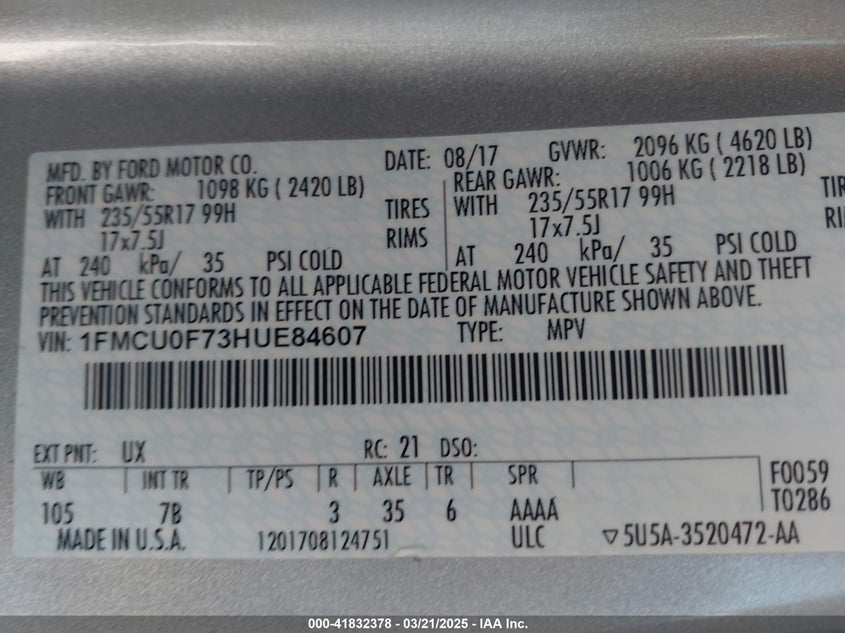 MFD. BY FORD MOTOR CO. DATE: 08/17 GVWR: 2096 KG ( 4620 LB)
FRONT GAWR: 1098 KG ( 2420 LB) REAR GAWR: 1006 KG ( 2218 LB)
WITH 235/55R17 99H TIRES WITH 235/55R17 99H
17x7.5J RIMS 17x7.5J
AT 240 kPa/ 35 PSI COLD AT 240 kPa/ 35 PSI COLD
THIS VEHICLE CONFORMS TO ALL APPLICABLE FEDERAL MOTOR VEHICLE SAFETY AND THEFT
PREVENTION STANDARDS IN EFFECT ON THE DATE OF MANUFACTURE SHOWN ABOVE.
VIN: 1FMCU0F73HUE84607 TYPE: MPV
EXT PNT: UX RC: 21 DSO:
WB INT TR TP/PS R AXLE TR SPR F0059
105 7B 3 35 6 AAAA T0286
MADE IN U.S.A. 1201708124751 ULC ▽5U5A-3520472-AA
000-41832378 - 03/21/2025 - IAA Inc.